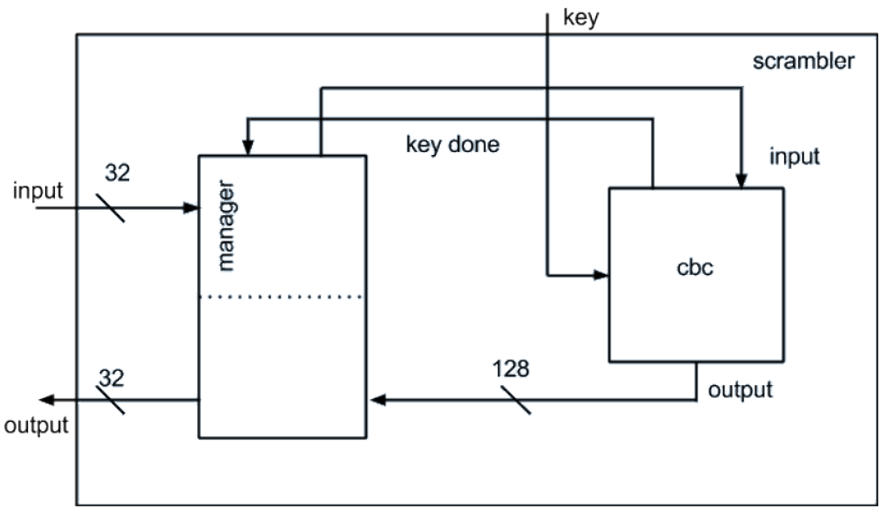 key
scrambler
key done
input
32
input
manager
cbc
128
32
output
output